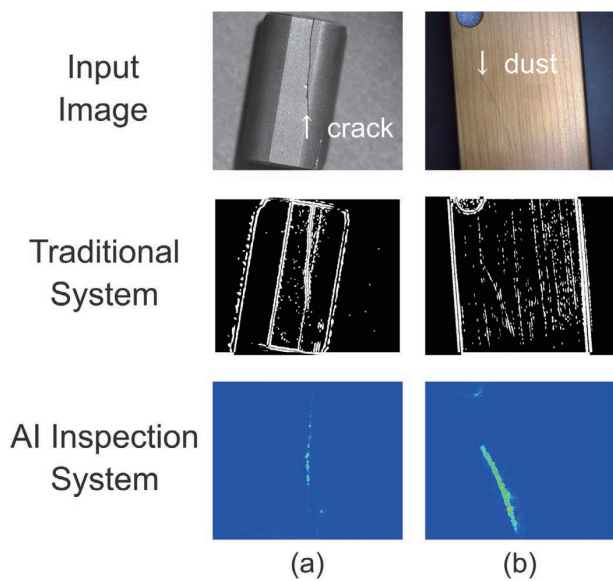 Input
Image
↑ crack
↓ dust
Traditional
System
AI Inspection
System
(a)
(b)